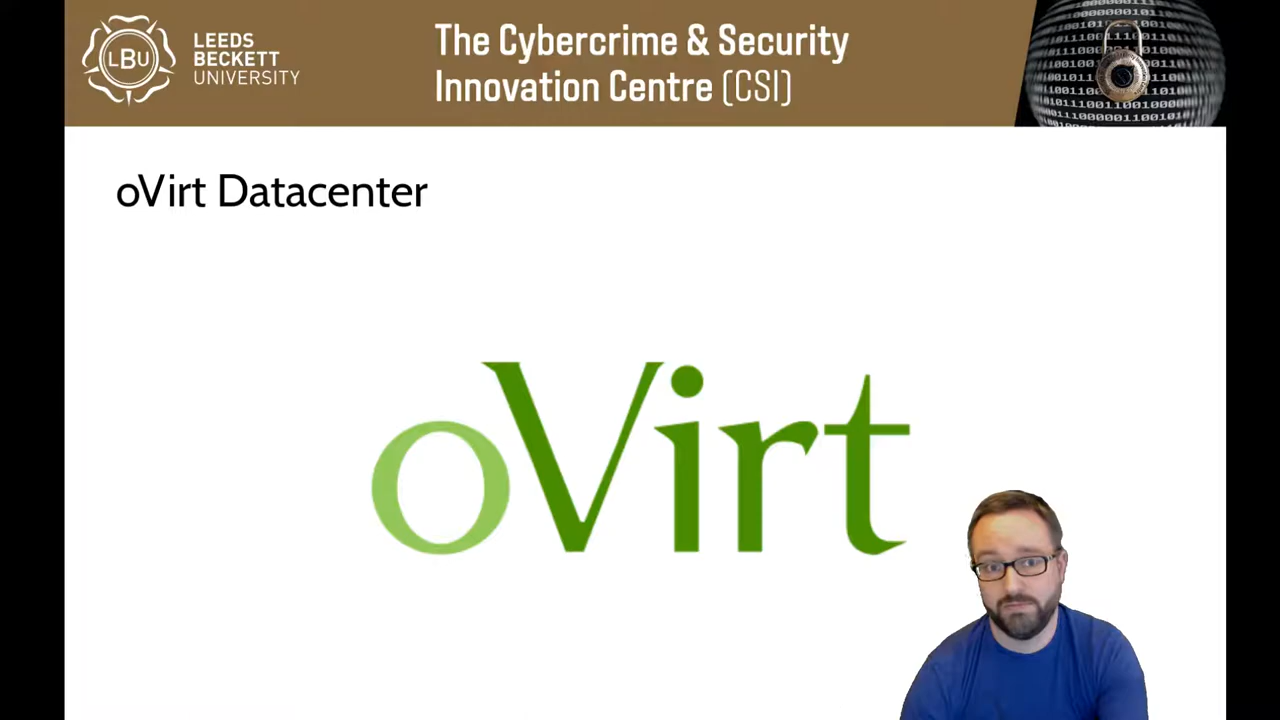 LBU
LEEDS
BECKETT
UNIVERSITY
The Cybercrime & Security
Innovation Centre (CSI)
oVirt Datacenter
oVirt